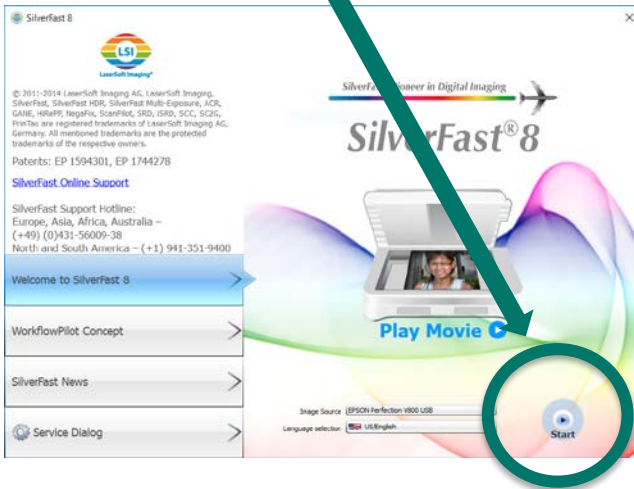 SilverFast 8
LSI
LaserSoft Imaging®
© 2011-2014 LaserSoft Imaging AG, LaserSoft Imaging,
SilverFast, SilverFast HDR, SilverFast Multi-Exposure, ACR,
GANE, HiRePP, NegaFix, ScanPilot, SRD, iSRD, SCC, SC2G,
PrinTao are registered trademarks of LaserSoft Imaging AG,
Germany. All mentioned trademarks are the protected
trademarks of the respective owners.
Patents: EP 1594301, EP 1744278
SilverFast Online Support
SilverFast Support Hotline:
Europe, Asia, Africa, Australia –
(+49) (0)431-56009-38
North and South America – (+1) 941-351-9400
Welcome to SilverFast 8
WorkflowPilot Concept
SilverFast News
Service Dialog
in Digital Imaging
SilverFast®8
Play Movie
Image Source EPSON Perfection V800 USB
Language selection US/English
Start